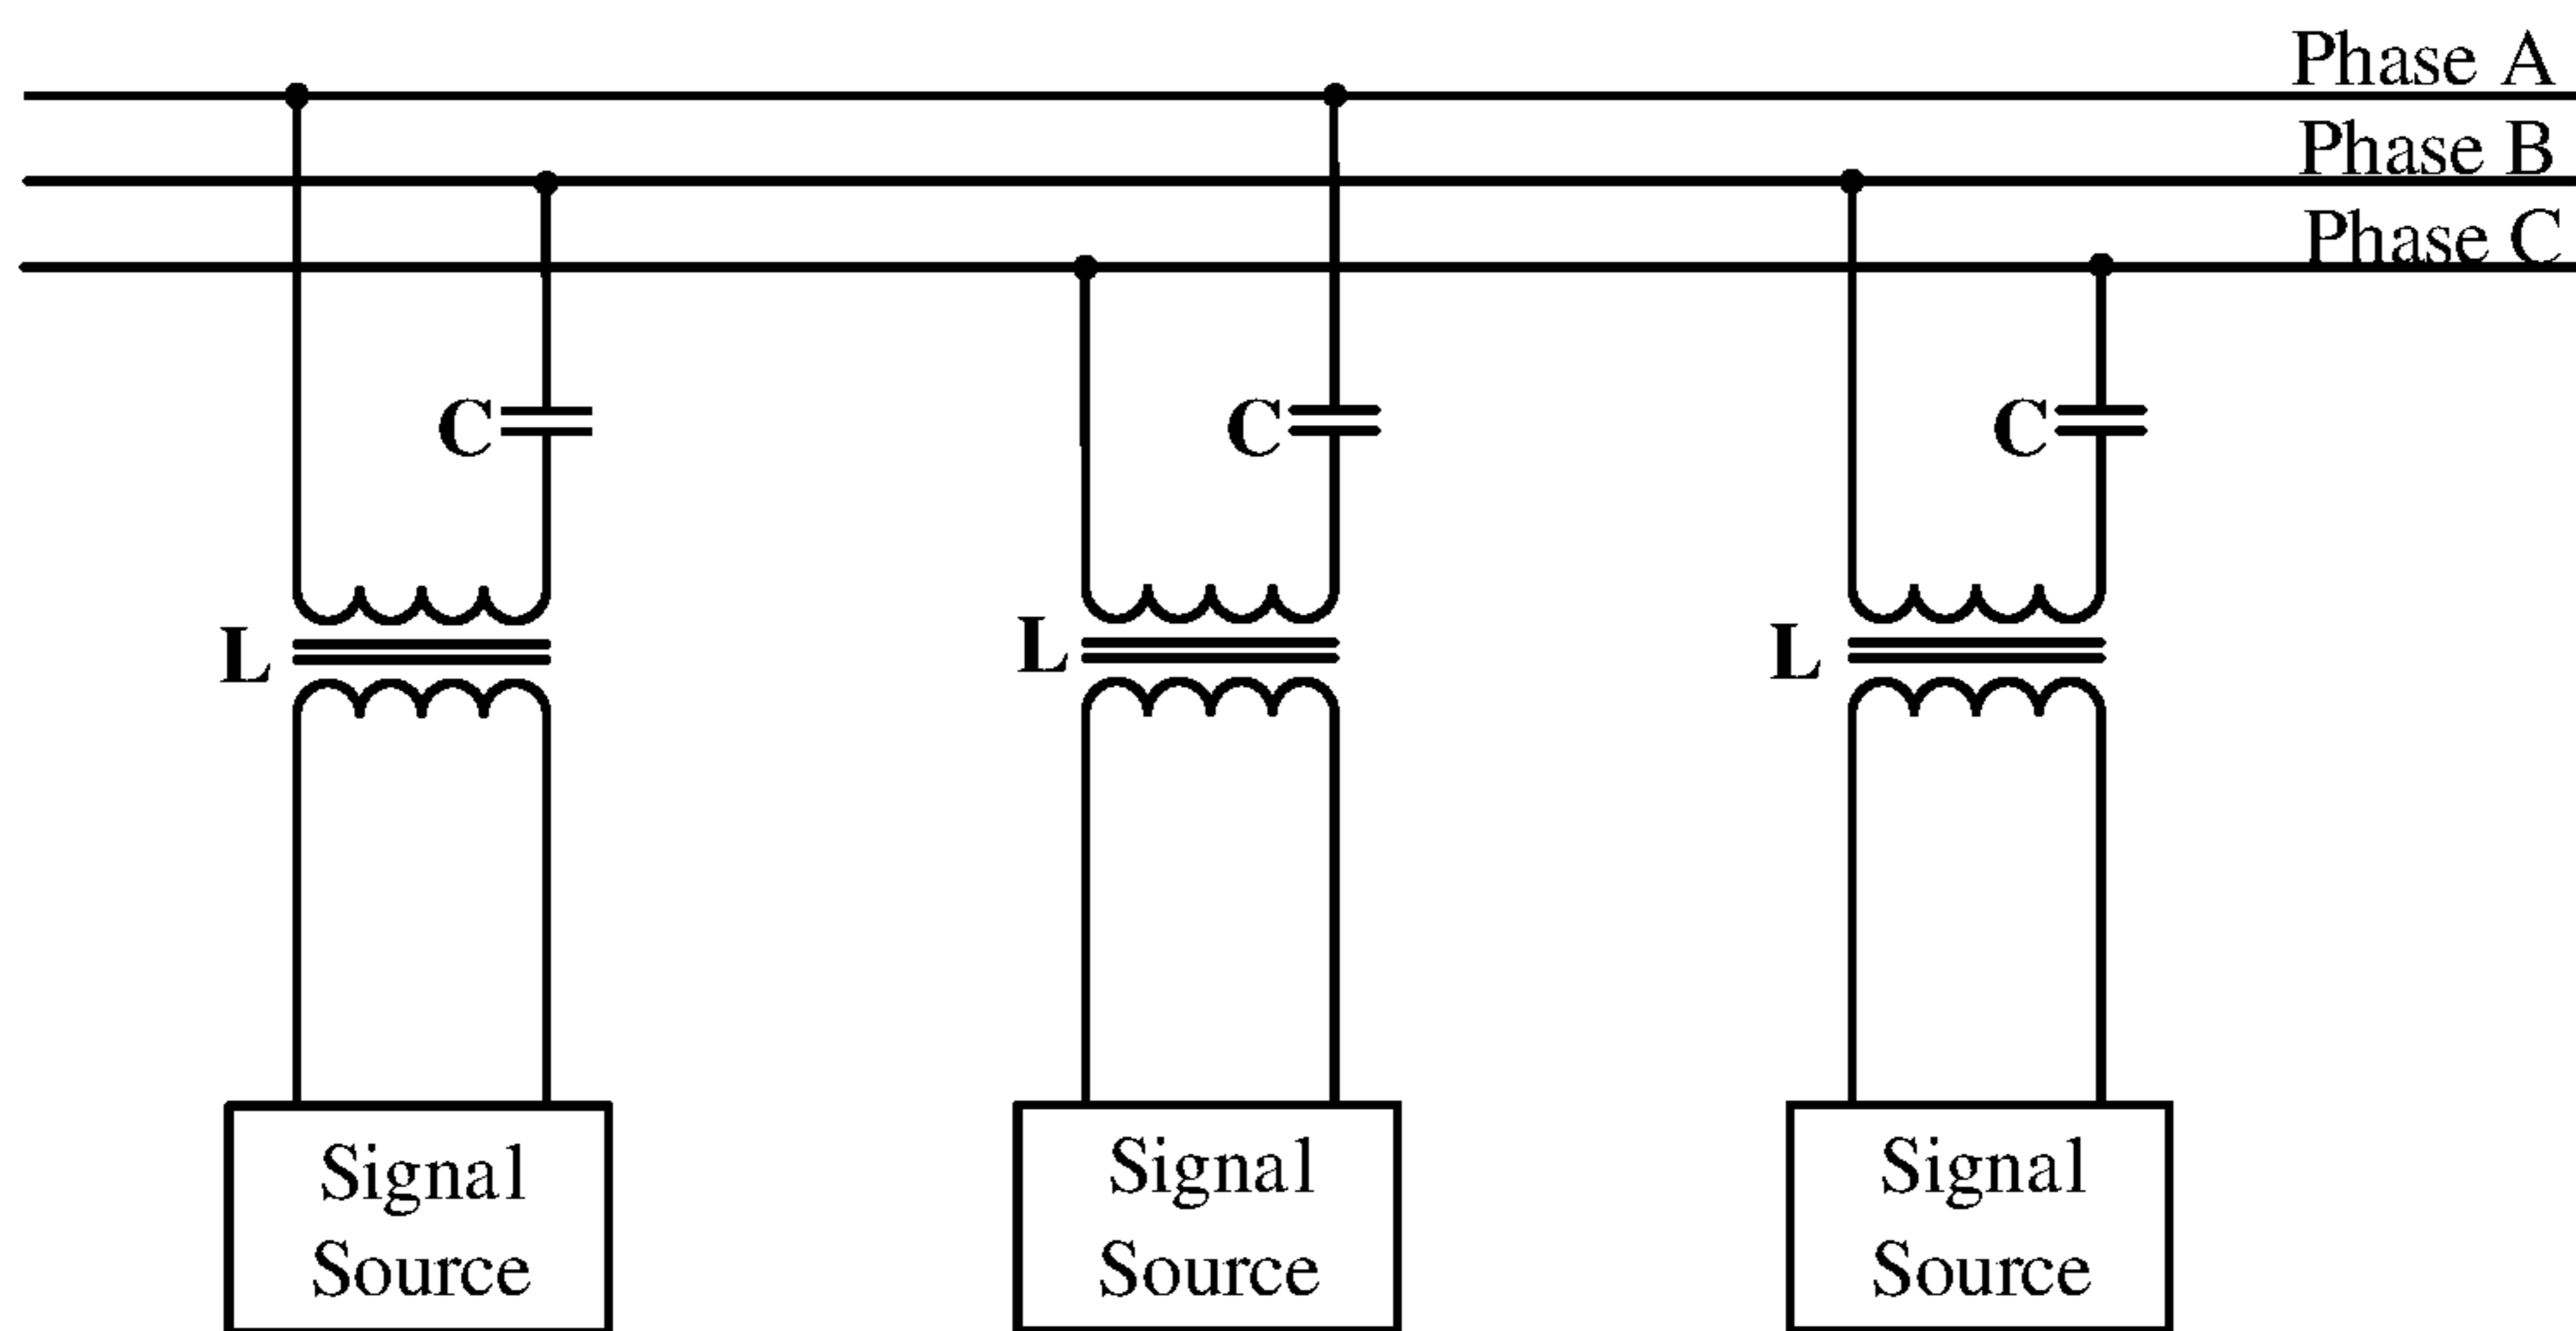 Phase A
Phase B
Phase C
C
C
C
L
L
L
Signal
Source
Signal
Source
Signal
Source